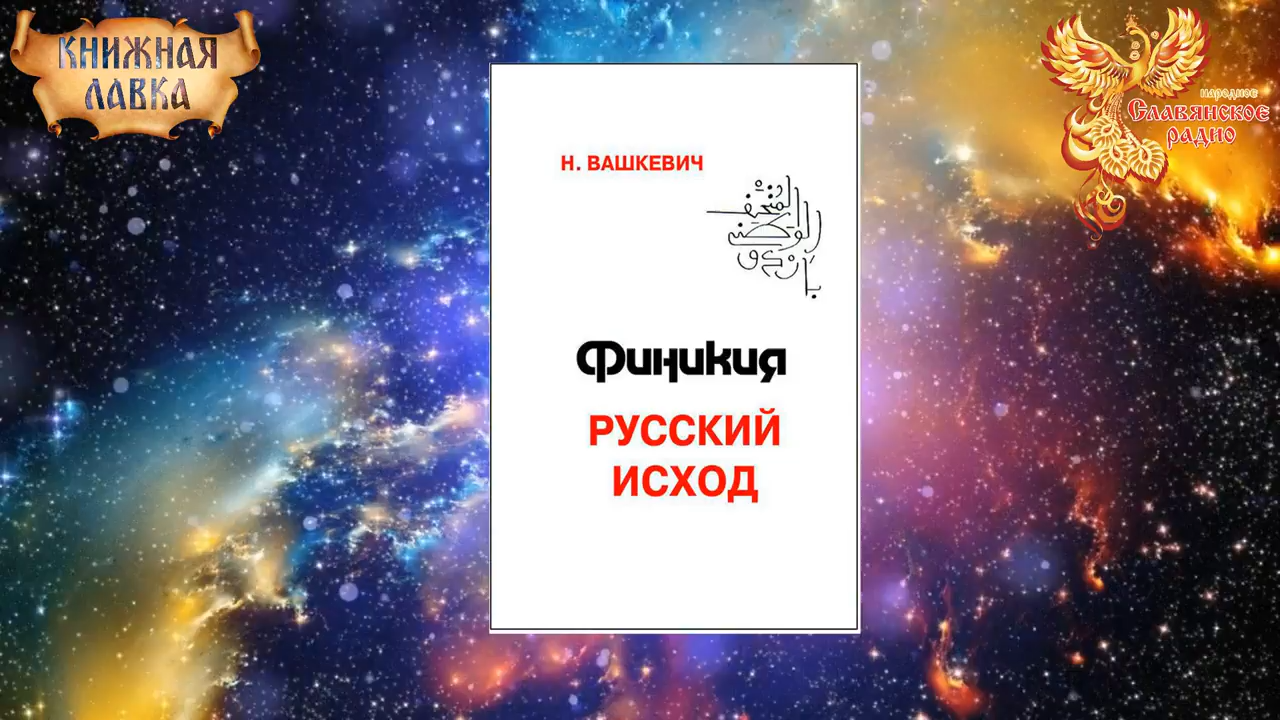 КНИЖНАЯ
ЛАВКА
народное
Славянское
радио
Н. ВАШКЕВИЧ
Финикия
РУССКИЙ
ИСХОД